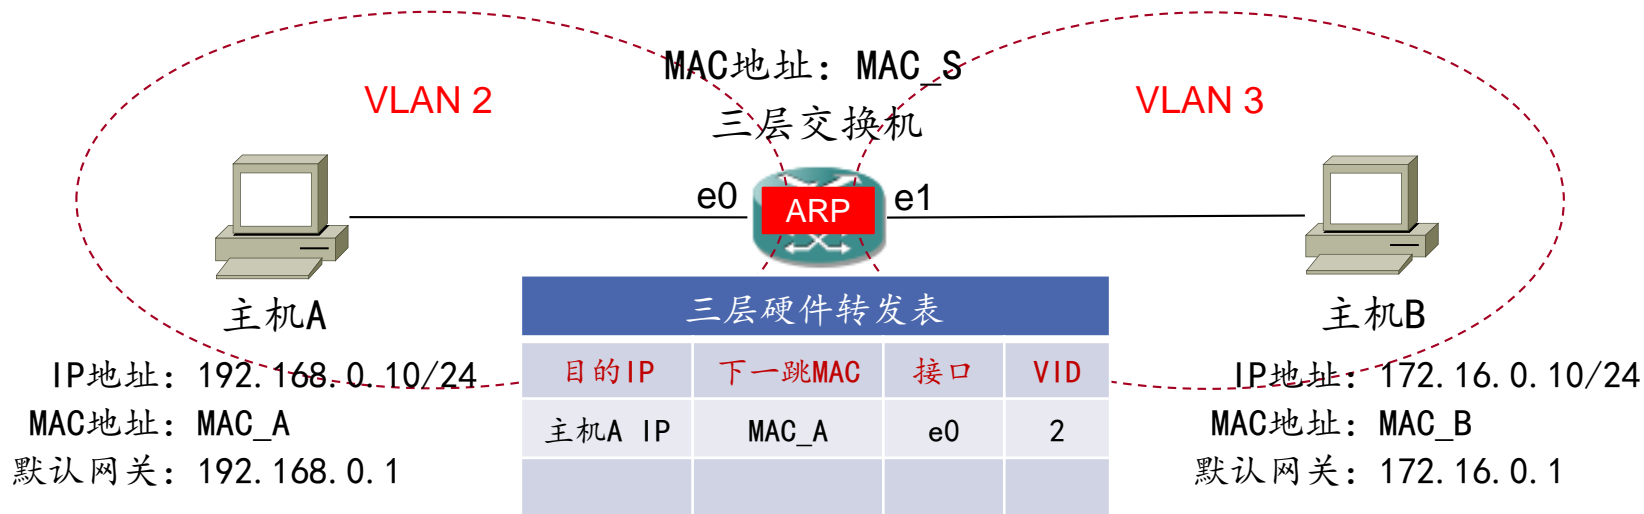 MAC地址：MAC_S
VLAN 2
VLAN 3
三层交换机
e0
ARP
e1
主机A
IP地址：192.168.0.10/24
MAC地址：MAC_A
默认网关：192.168.0.1
三层硬件转发表
目的IP 下一跳MAC 接口 VID
主机A IP MAC_A e0 2
主机B
IP地址：172.16.0.10/24
MAC地址：MAC_B
默认网关：172.16.0.1